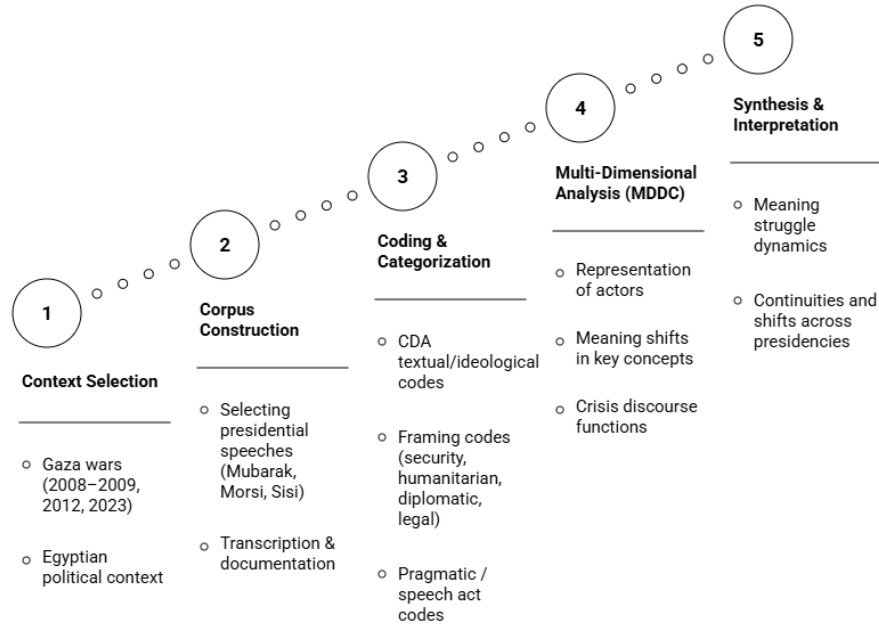 1
Context Selection
Gaza wars
(2008–2009,
2012, 2023)
Egyptian
political context
2
Corpus
Construction
Selecting
presidential
speeches
(Mubarak,
Morsi, Sisi)
Transcription &
documentation
3
Coding &
Categorization
CDA
textual/ideological
codes
Framing codes
(security,
humanitarian,
diplomatic,
legal)
Pragmatic /
speech act
codes
4
Multi-Dimensional
Analysis (MDDC)
Representation
of actors
Meaning shifts
in key concepts
Crisis discourse
functions
5
Synthesis &
Interpretation
Meaning
struggle
dynamics
Continuities and
shifts across
presidencies